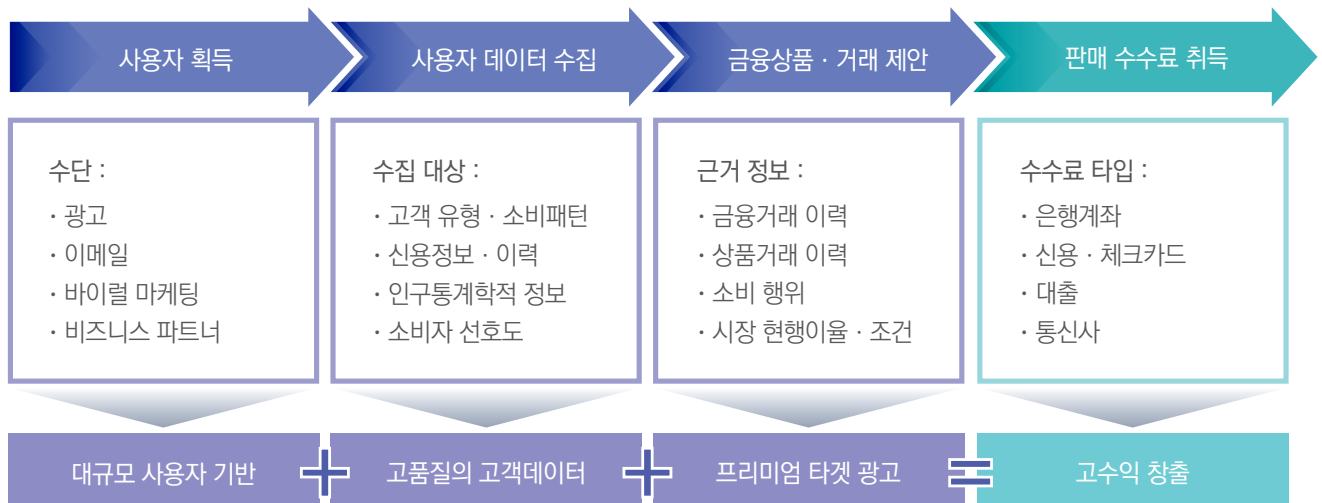 사용자 획득
사용자 데이터 수집
금융상품 · 거래 제안
판매 수수료 취득
수단 :
· 광고
· 이메일
· 바이럴 마케팅
· 비즈니스 파트너
수집 대상 :
· 고객 유형 · 소비패턴
· 신용정보 · 이력
· 인구통계학적 정보
· 소비자 선호도
근거 정보 :
· 금융거래 이력
· 상품거래 이력
· 소비 행위
· 시장 현행이율 · 조건
수수료 타입 :
· 은행계좌
· 신용 · 체크카드
· 대출
· 통신사
대규모 사용자 기반
+
고품질의 고객데이터
+
프리미엄 타겟 광고
=
고수익 창출